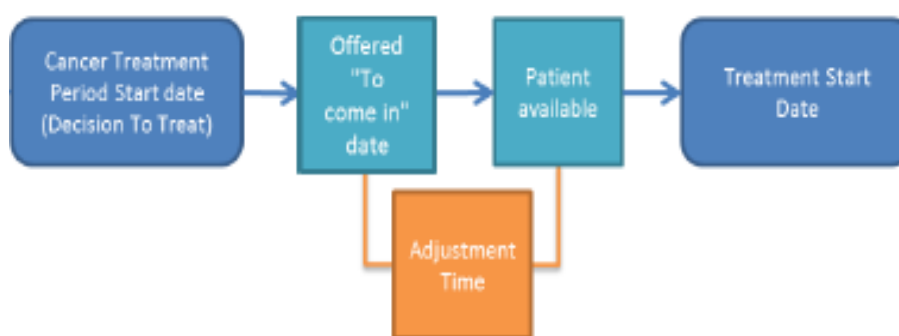 Cancer Treatment
Period Start date
(Decision To Treat)
Offered
"To
come in"
date
Patient
available
Treatment Start
Date
Adjustment
Time